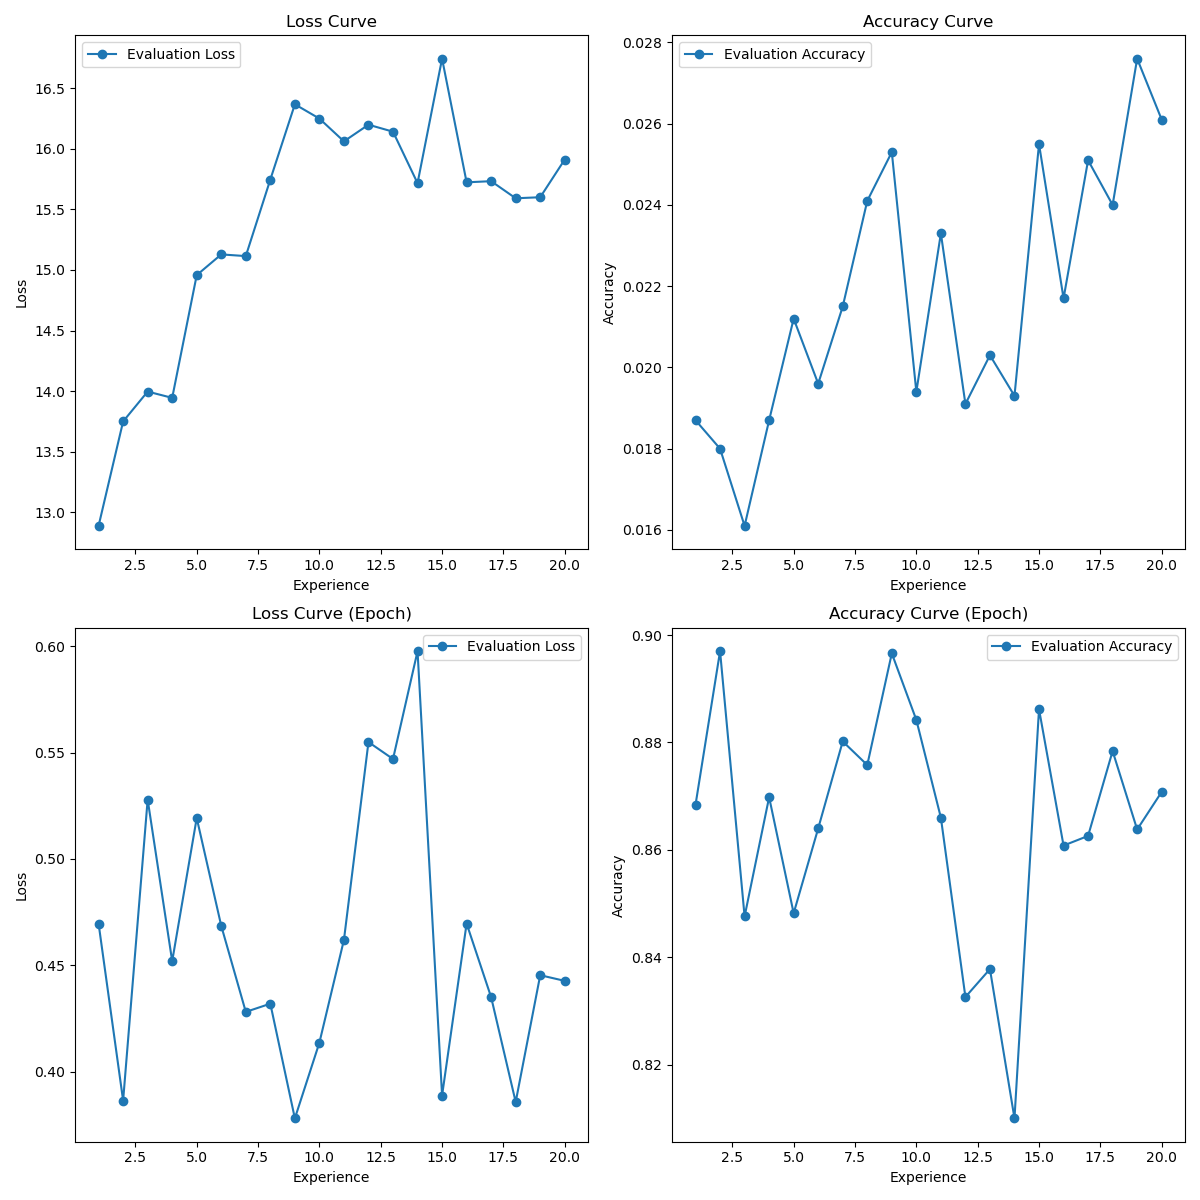 Loss Curve
Evaluation Loss
Loss
16.5
16.0
15.5
15.0
14.5
14.0
13.5
13.0
2.5 5.0 7.5 10.0 12.5 15.0 17.5 20.0
Experience
Accuracy Curve
Evaluation Accuracy
Accuracy
0.028
0.026
0.024
0.022
0.020
0.018
0.016
2.5 5.0 7.5 10.0 12.5 15.0 17.5 20.0
Experience
Loss Curve (Epoch)
Evaluation Loss
Loss
0.60
0.55
0.50
0.45
0.40
2.5 5.0 7.5 10.0 12.5 15.0 17.5 20.0
Experience
Accuracy Curve (Epoch)
Evaluation Accuracy
Accuracy
0.90
0.88
0.86
0.84
0.82
2.5 5.0 7.5 10.0 12.5 15.0 17.5 20.0
Experience